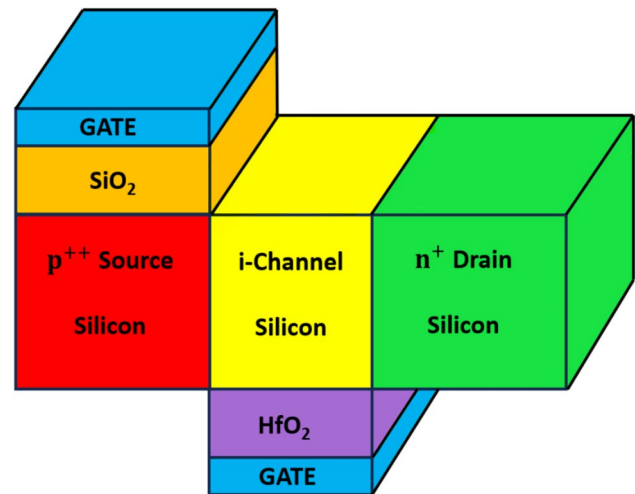 GATE
SiO₂
p⁺⁺ Source i-Channel n⁺ Drain
Silicon Silicon Silicon
HfO₂
GATE